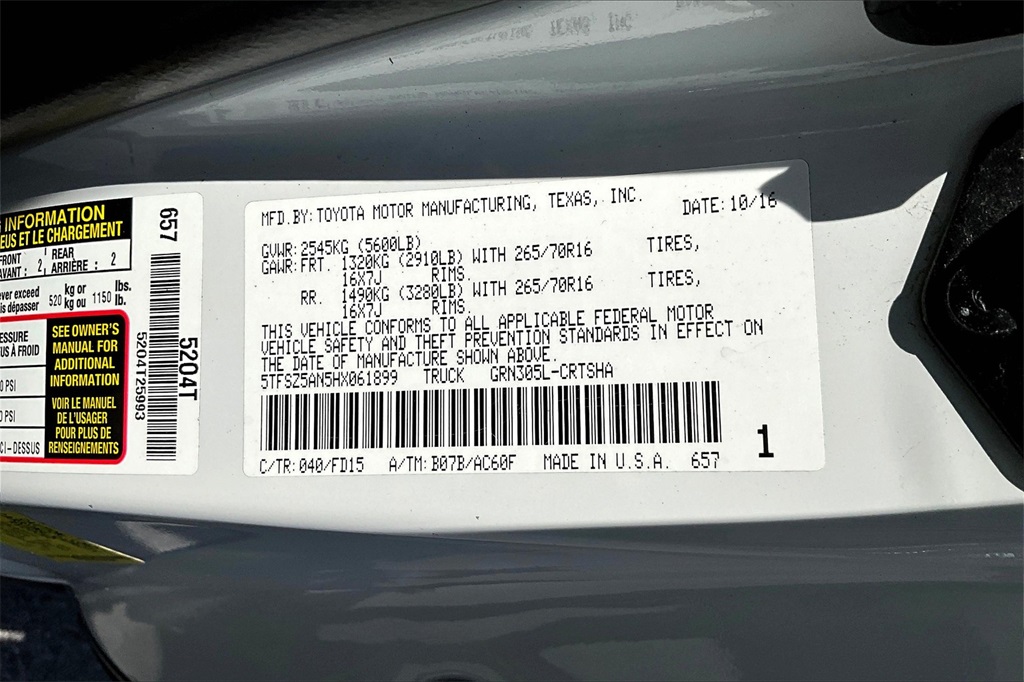 INFORMATION
EUS ET LE CHARGEMENT
FRONT
AVANT : 2
REAR
ARRIÈRE : 2
ever exceed
is dépasser
520 kg or
kg ou
1150 lbs.
lb.
ESSURE
US À FROID
0 PSI
0 PSI
CI-DESSUS
SEE OWNER'S
MANUAL FOR
ADDITIONAL
INFORMATION
VOIR LE MANUEL
DE L'USAGER
POUR PLUS DE
RENSEIGNEMENTS
657
5204T25993
5204T
MFD.BY:TOYOTA MOTOR MANUFACTURING, TEXAS, INC. DATE:10/16
GVWR:2545KG (5600LB)
GAWR:FRT. 1320KG (2910LB) WITH 265/70R16 TIRES,
16X7J RIMS.
RR. 1490KG (3280LB) WITH 265/70R16 TIRES,
16X7J RIMS.
THIS VEHICLE CONFORMS TO ALL APPLICABLE FEDERAL MOTOR
VEHICLE SAFETY AND THEFT PREVENTION STANDARDS IN EFFECT ON
THE DATE OF MANUFACTURE SHOWN ABOVE.
5TFSZ5AN5HX061899 TRUCK GRN305L-CRTSHA
C/TR:040/FD15 A/TM:B07B/AC60F MADE IN U.S.A. 657
1